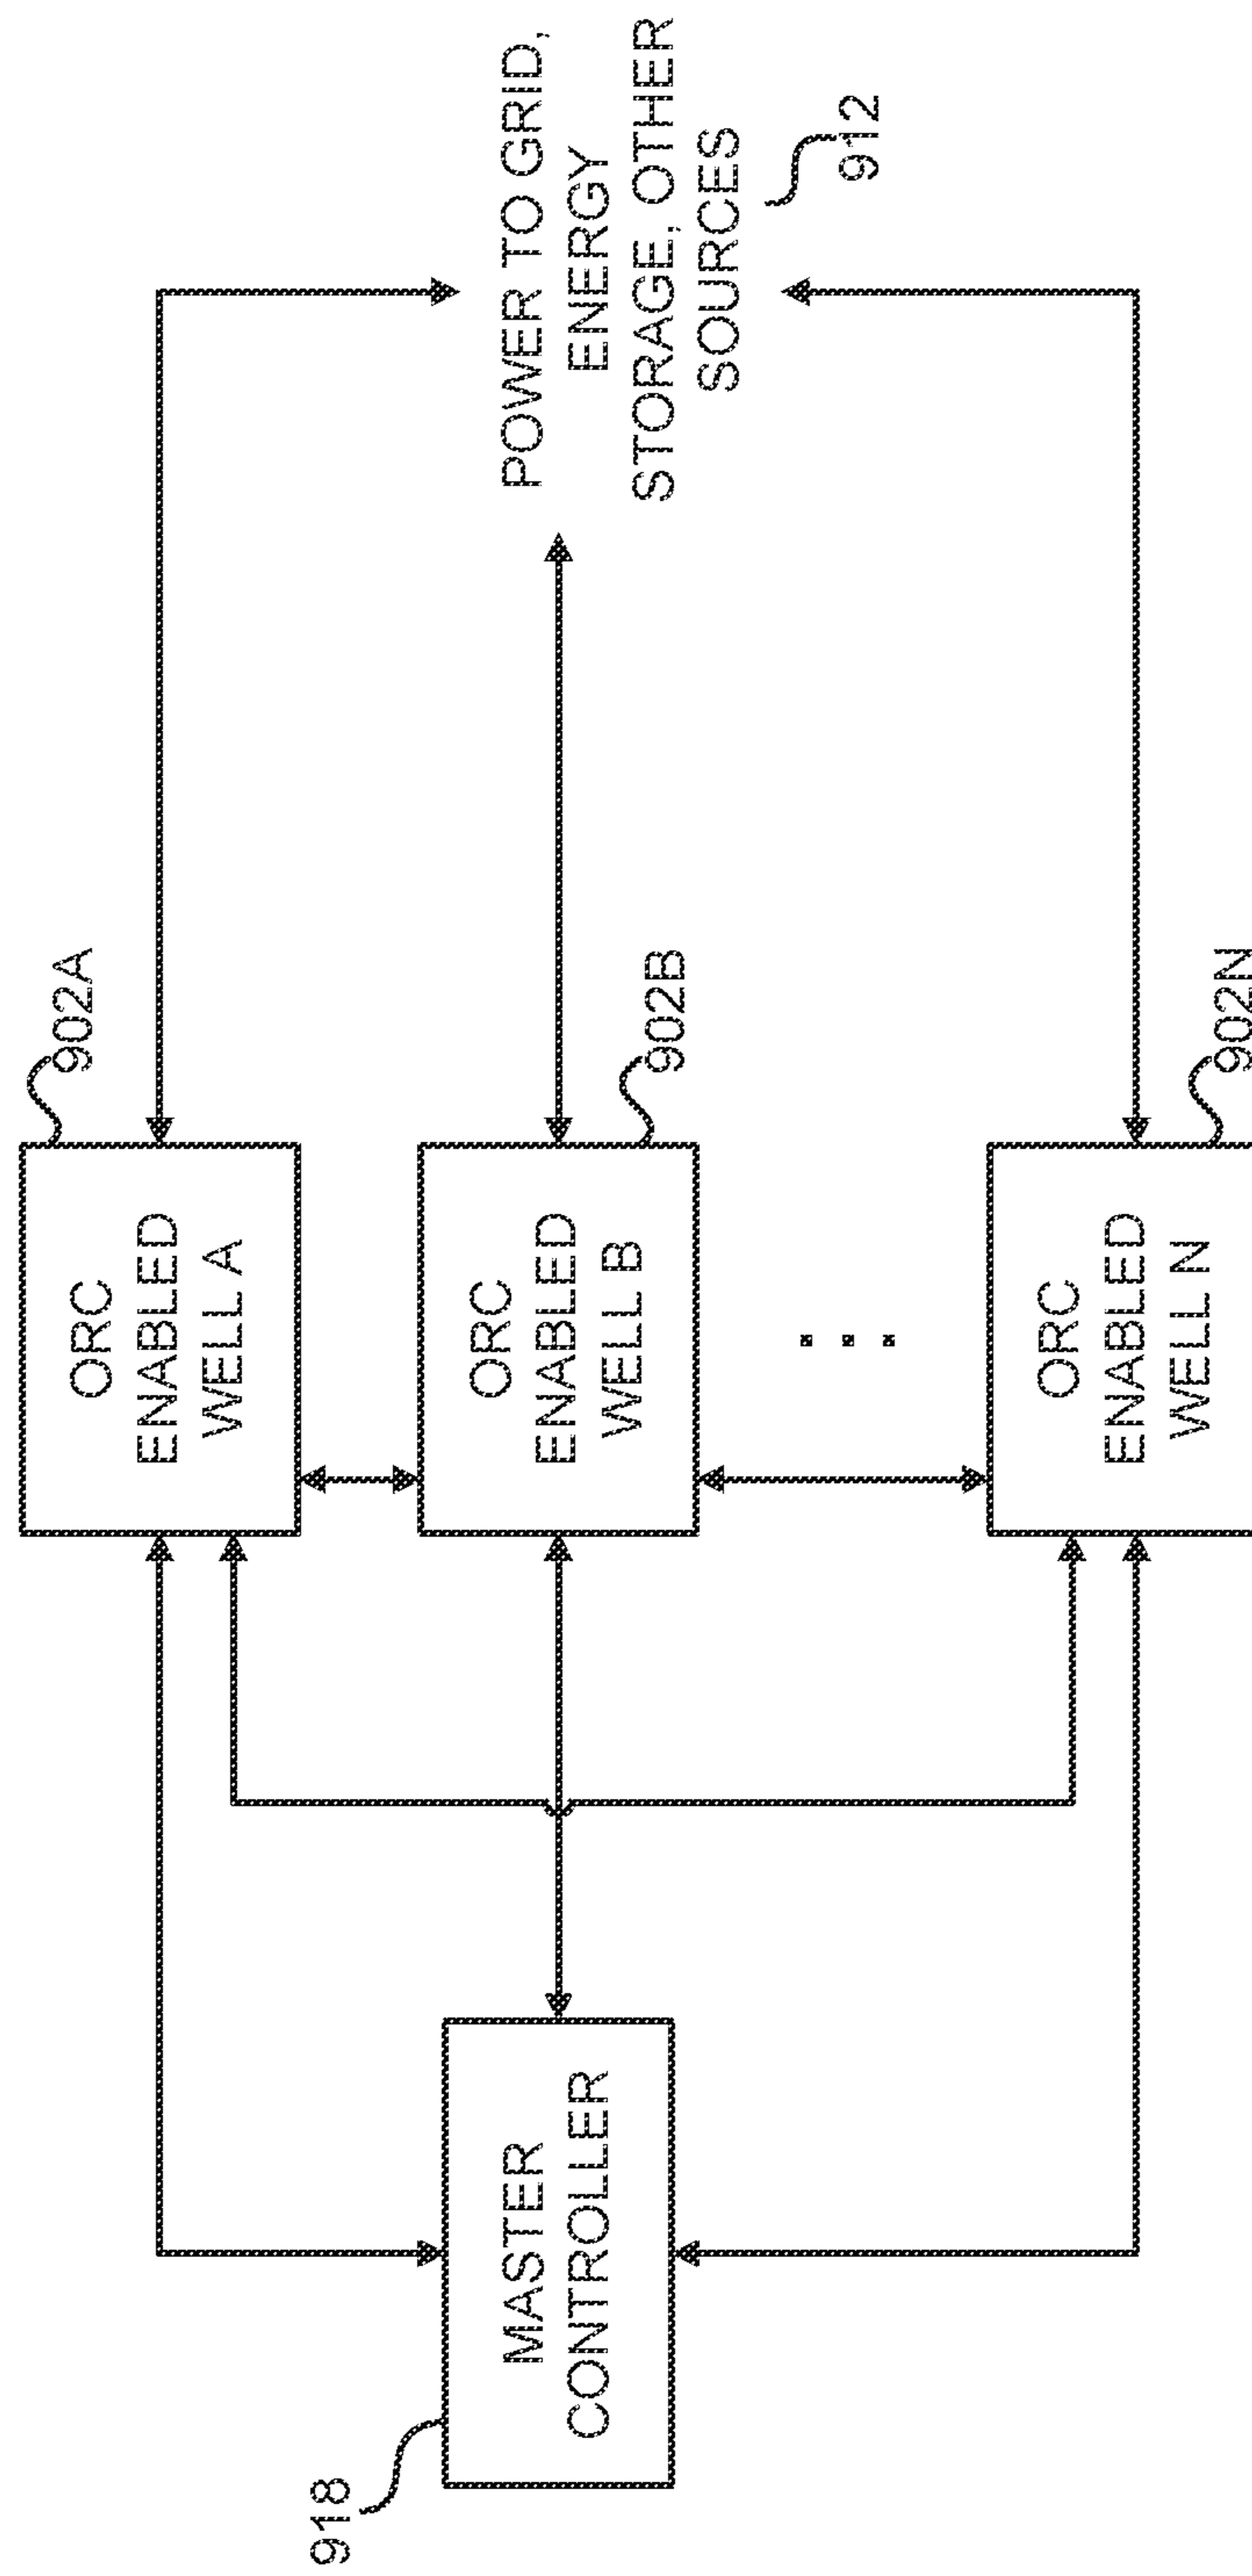 918
MASTER
CONTROLLER
902A
ORC
ENABLED
WELL A
902B
ORC
ENABLED
WELL B
. . .
902N
ORC
ENABLED
WELL N
POWER TO GRID,
ENERGY
STORAGE, OTHER
SOURCES
912